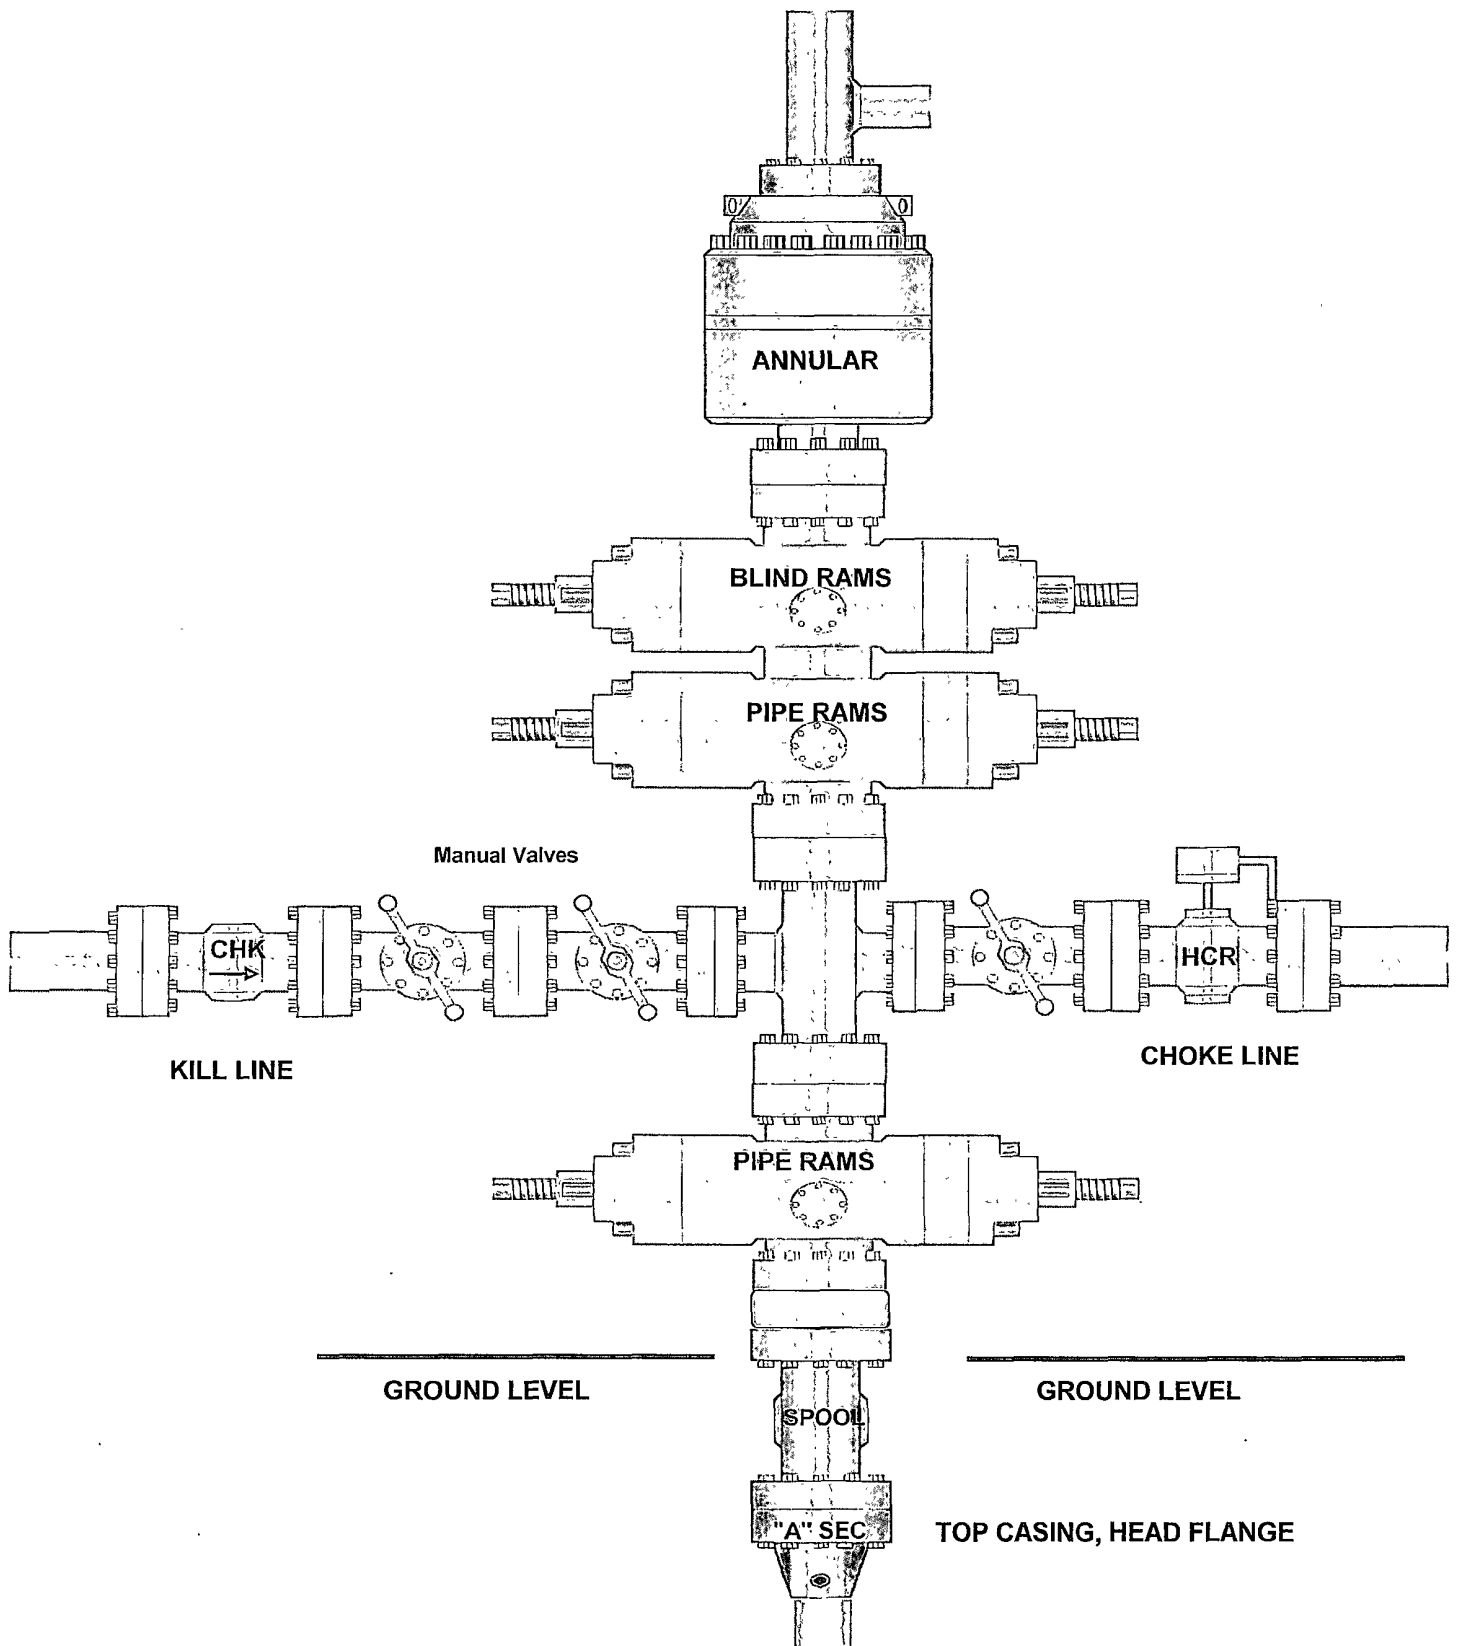 ANNULAR
BLIND RAMS
PIPE RAMS
Manual Valves
CHK
HCR
KILL LINE
CHOKE LINE
PIPE RAMS
GROUND LEVEL
GROUND LEVEL
SPOOL
"A" SEC
TOP CASING, HEAD FLANGE